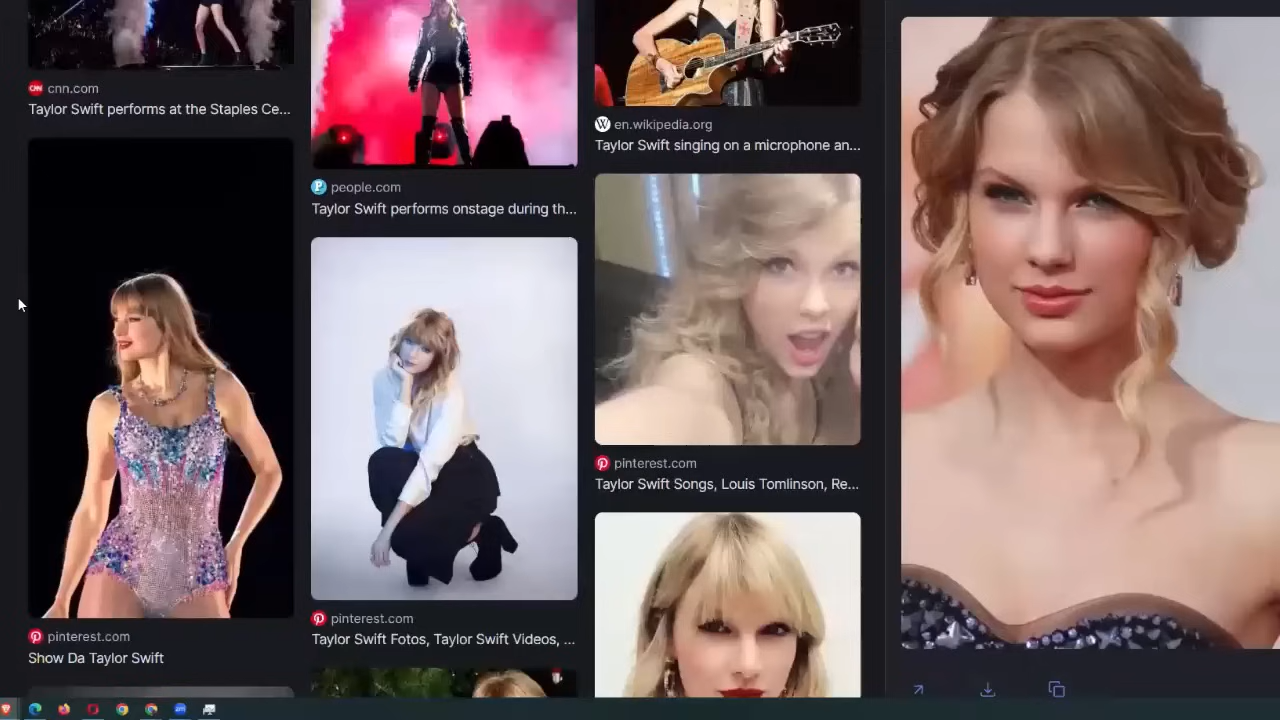 CNN
cnn.com
Taylor Swift performs at the Staples Ce...
pinterest.com
Show Da Taylor Swift
people.com
Taylor Swift performs onstage during th...
pinterest.com
Taylor Swift Fotos, Taylor Swift Videos, ...
W
en.wikipedia.org
Taylor Swift singing on a microphone an...
pinterest.com
Taylor Swift Songs, Louis Tomlinson, Re...